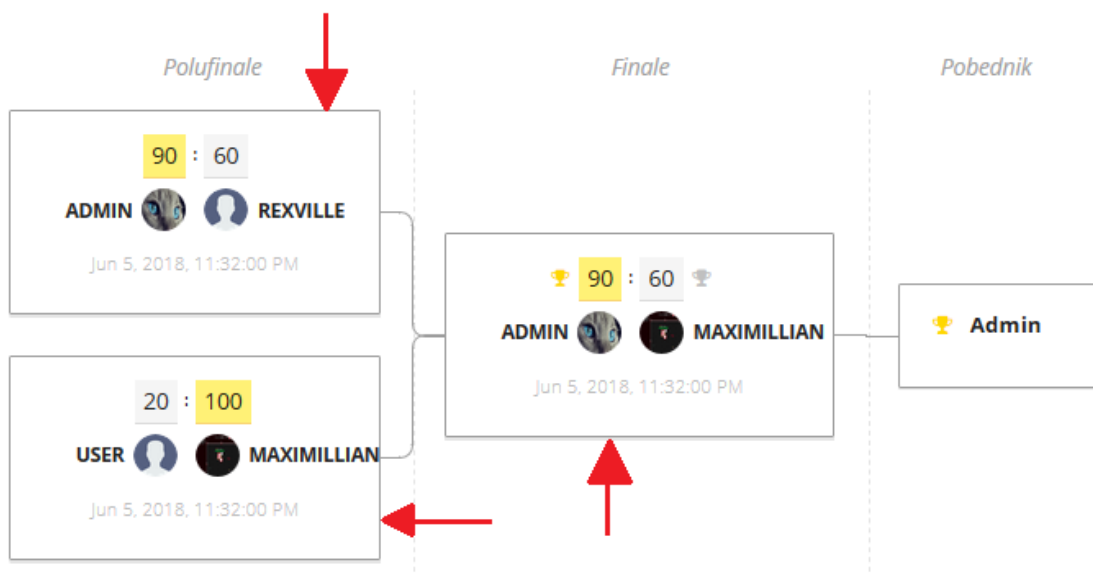 Polufinale
Finale
Pobednik
90 : 60
ADMIN REXVILLE
Jun 5, 2018, 11:32:00 PM
20 : 100
USER MAXIMILLIAN
Jun 5, 2018, 11:32:00 PM
90 : 60
ADMIN MAXIMILLIAN
Jun 5, 2018, 11:32:00 PM
Admin